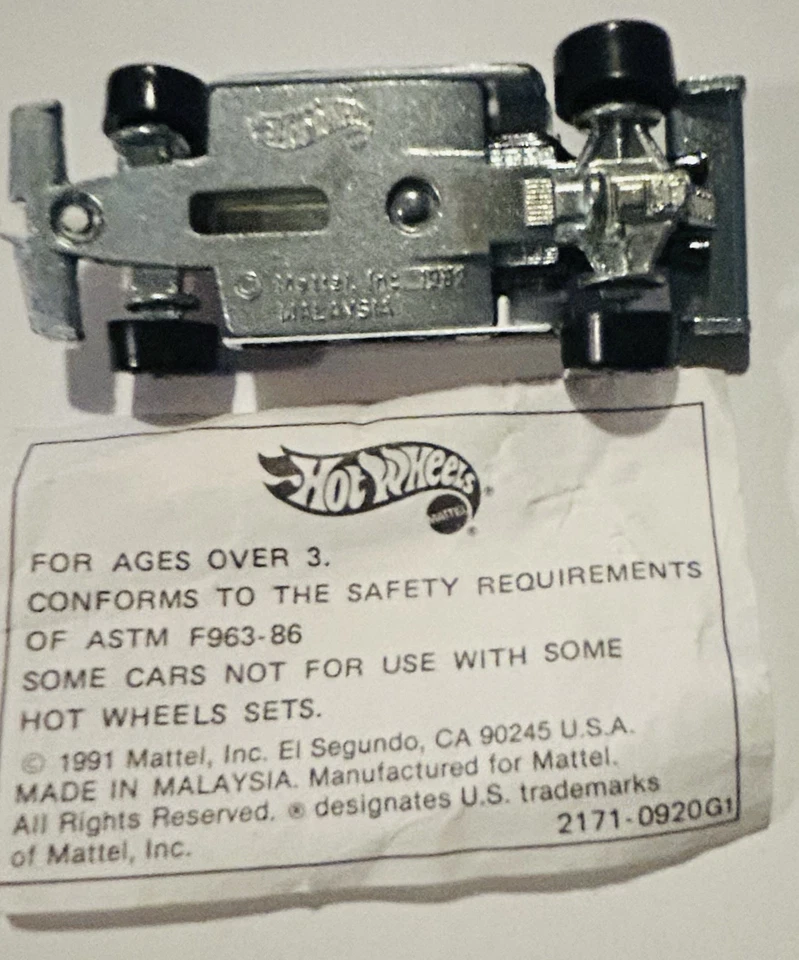 Hot Wheels
© Mattel, Inc.
MALAYSIA
HOT WHEELS
MATTEL
FOR AGES OVER 3.
CONFORMS TO THE SAFETY REQUIREMENTS
OF ASTM F963-86
SOME CARS NOT FOR USE WITH SOME
HOT WHEELS SETS.
© 1991 Mattel, Inc. El Segundo, CA 90245 U.S.A.
MADE IN MALAYSIA. Manufactured for Mattel.
All Rights Reserved. ® designates U.S. trademarks
2171-0920G1
of Mattel, Inc.